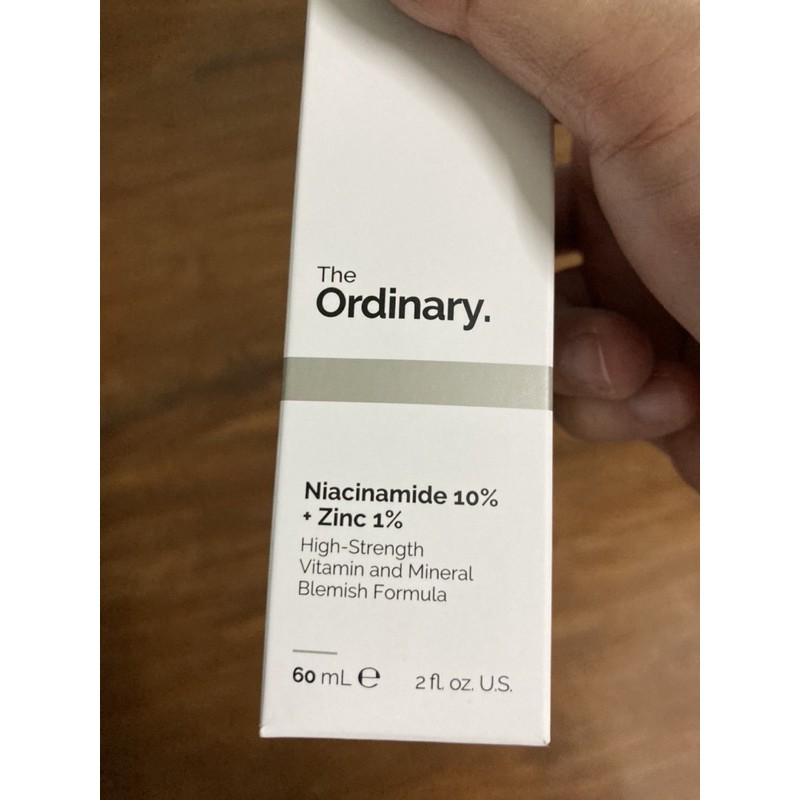 The
Ordinary.
Niacinamide 10%
+ Zinc 1%
High-Strength
Vitamin and Mineral
Blemish Formula
60 mL ℮ 2 fl. oz. U.S.